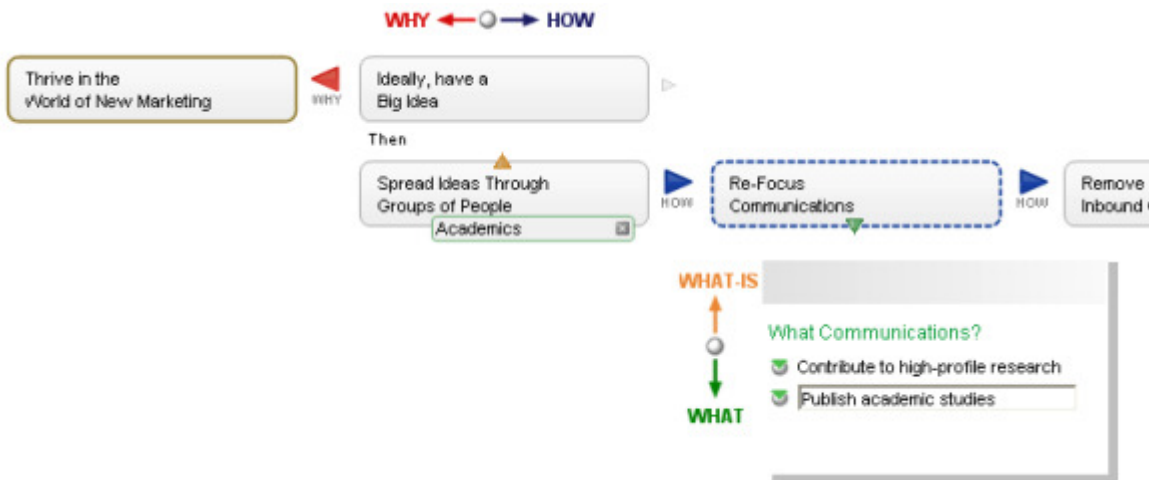 WHY HOW
Thrive in the
World of New Marketing
WHY
Ideally, have a
Big Idea
Then
Spread Ideas Through
Groups of People
Academics
HOW
Re-Focus
Communications
HOW
Remove
Inbound
WHAT-IS
WHAT
What Communications?
Contribute to high-profile research
Publish academic studies